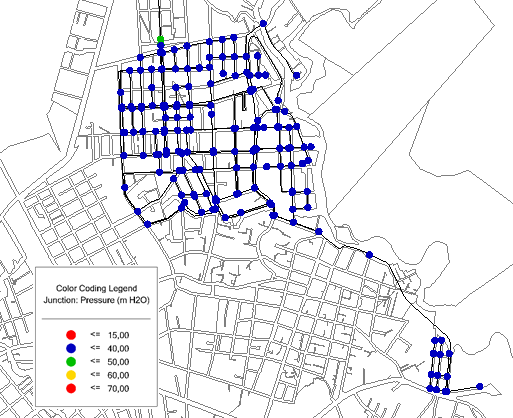 Color Coding Legend
Junction: Pressure (m H2O)
<= 15,00
<= 40,00
<= 50,00
<= 60,00
<= 70,00